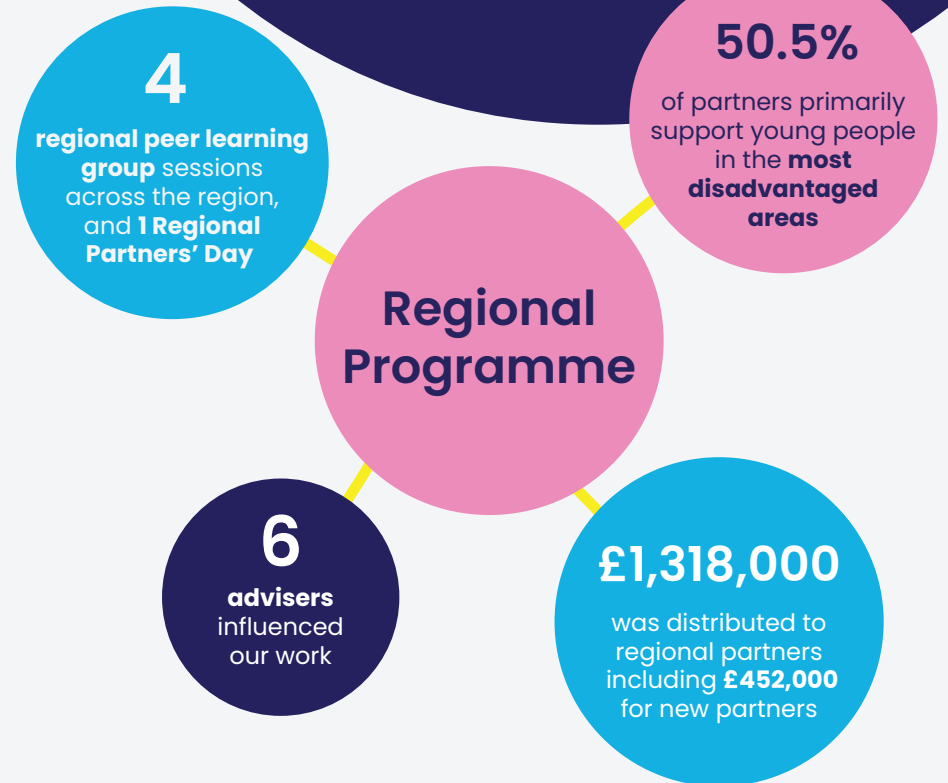 4
regional peer learning
group sessions
across the region,
and 1 Regional
Partners’ Day
50.5%
of partners primarily
support young people
in the most
disadvantaged
areas
Regional
Programme
6
advisers
influenced
our work
£1,318,000
was distributed to
regional partners
including £452,000
for new partners